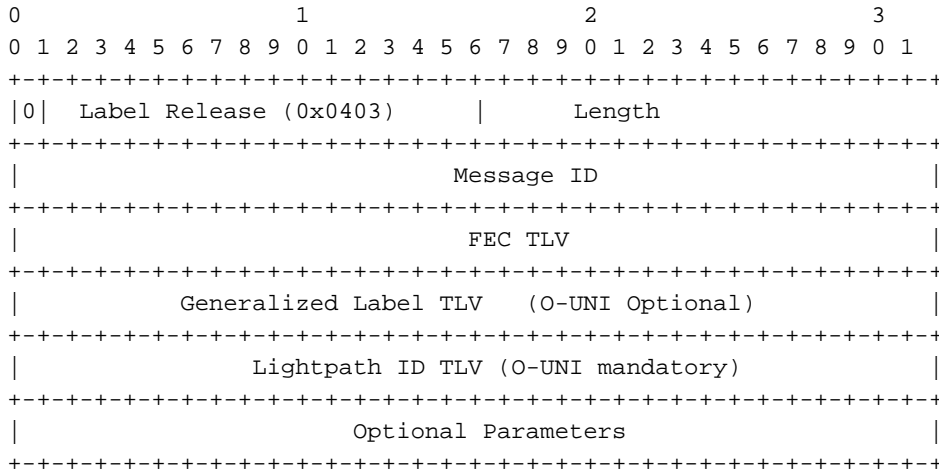 0                   1                   2                   3
0 1 2 3 4 5 6 7 8 9 0 1 2 3 4 5 6 7 8 9 0 1 2 3 4 5 6 7 8 9 0 1
+-+-+-+-+-+-+-+-+-+-+-+-+-+-+-+-+-+-+-+-+-+-+-+-+-+-+-+-+-+-+-+-+
|0|  Label Release (0x0403)     |      Length
+-+-+-+-+-+-+-+-+-+-+-+-+-+-+-+-+-+-+-+-+-+-+-+-+-+-+-+-+-+-+-+-+
|                              Message ID                       |
+-+-+-+-+-+-+-+-+-+-+-+-+-+-+-+-+-+-+-+-+-+-+-+-+-+-+-+-+-+-+-+-+
|                               FEC TLV                         |
+-+-+-+-+-+-+-+-+-+-+-+-+-+-+-+-+-+-+-+-+-+-+-+-+-+-+-+-+-+-+-+-+
|           Generalized Label TLV   (O-UNI Optional)            |
+-+-+-+-+-+-+-+-+-+-+-+-+-+-+-+-+-+-+-+-+-+-+-+-+-+-+-+-+-+-+-+-+
|                Lightpath ID TLV (O-UNI mandatory)             |
+-+-+-+-+-+-+-+-+-+-+-+-+-+-+-+-+-+-+-+-+-+-+-+-+-+-+-+-+-+-+-+-+
|                       Optional Parameters                     |
+-+-+-+-+-+-+-+-+-+-+-+-+-+-+-+-+-+-+-+-+-+-+-+-+-+-+-+-+-+-+-+-+